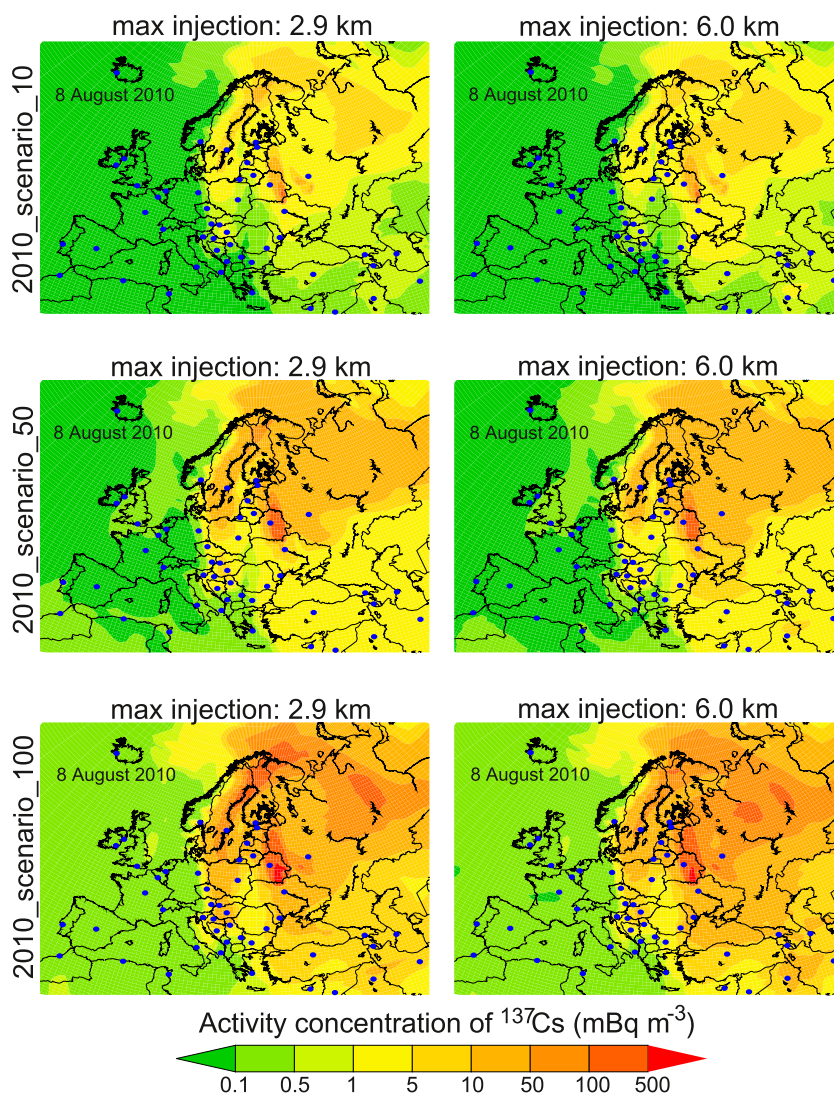 max injection: 2.9 km
max injection: 6.0 km
2010_scenario_10
8 August 2010
8 August 2010
max injection: 2.9 km
max injection: 6.0 km
2010_scenario_50
8 August 2010
8 August 2010
max injection: 2.9 km
max injection: 6.0 km
2010_scenario_100
8 August 2010
8 August 2010
Activity concentration of ¹³⁷Cs (mBq m⁻³)
0.1 0.5 1 5 10 50 100 500